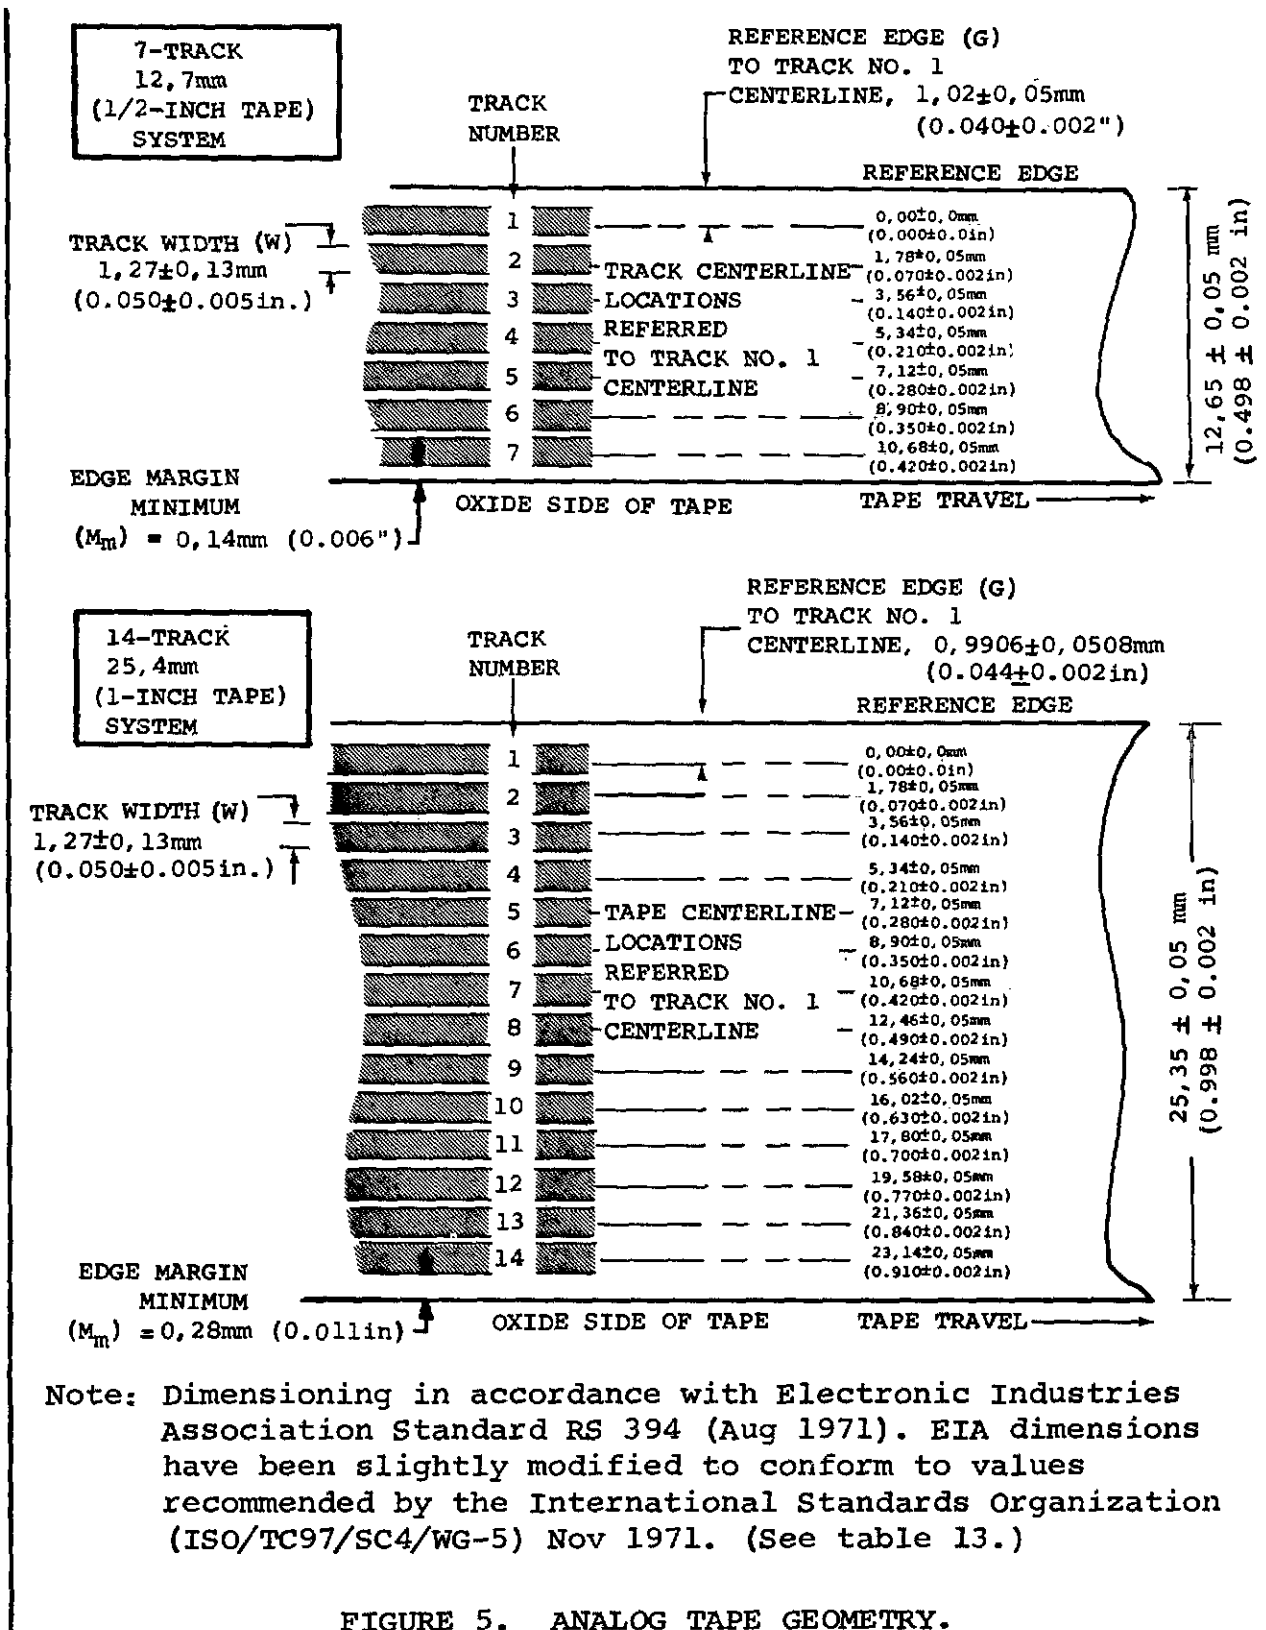 7-TRACK
12,7mm
(1/2-INCH TAPE)
SYSTEM
TRACK
NUMBER
REFERENCE EDGE (G)
TO TRACK NO. 1
CENTERLINE, 1,02±0,05mm
(0.040±0.002")
REFERENCE EDGE
TRACK WIDTH (W)
1,27±0,13mm
(0.050±0.005in.)
1
2
3
4
5
6
7
TRACK CENTERLINE
LOCATIONS
REFERRED
TO TRACK NO. 1
CENTERLINE
0,00±0,0mm
(0.000±0.0in)
1,78±0,05mm
(0.070±0.002in)
3,56±0,05mm
(0.140±0.002in)
5,34±0,05mm
(0.210±0.002in)
7,12±0,05mm
(0.280±0.002in)
8,90±0,05mm
(0.350±0.002in)
10,68±0,05mm
(0.420±0.002in)
12,65 ± 0,05 mm
(0.498 ± 0.002 in)
EDGE MARGIN
MINIMUM
(Mm) = 0,14mm (0.006")
OXIDE SIDE OF TAPE
TAPE TRAVEL
14-TRACK
25,4mm
(1-INCH TAPE)
SYSTEM
TRACK
NUMBER
REFERENCE EDGE (G)
TO TRACK NO. 1
CENTERLINE, 0,9906±0,0508mm
(0.044±0.002in)
REFERENCE EDGE
TRACK WIDTH (W)
1,27±0,13mm
(0.050±0.005in.)
1
2
3
4
5
6
7
8
9
10
11
12
13
14
TAPE CENTERLINE
LOCATIONS
REFERRED
TO TRACK NO. 1
CENTERLINE
0,00±0,0mm
(0.00±0.0in)
1,78±0,05mm
(0.070±0.002in)
3,56±0,05mm
(0.140±0.002in)
5,34±0,05mm
(0.210±0.002in)
7,12±0,05mm
(0.280±0.002in)
8,90±0,05mm
(0.350±0.002in)
10,68±0,05mm
(0.420±0.002in)
12,46±0,05mm
(0.490±0.002in)
14,24±0,05mm
(0.560±0.002in)
16,02±0,05mm
(0.630±0.002in)
17,80±0,05mm
(0.700±0.002in)
19,58±0,05mm
(0.770±0.002in)
21,36±0,05mm
(0.840±0.002in)
23,14±0,05mm
(0.910±0.002in)
25,35 ± 0,05 mm
(0.998 ± 0.002 in)
EDGE MARGIN
MINIMUM
(Mm) =0,28mm (0.011in)
OXIDE SIDE OF TAPE
TAPE TRAVEL
Note: Dimensioning in accordance with Electronic Industries
Association Standard RS 394 (Aug 1971). EIA dimensions
have been slightly modified to conform to values
recommended by the International Standards Organization
(ISO/TC97/SC4/WG-5) Nov 1971. (See table 13.)
FIGURE 5. ANALOG TAPE GEOMETRY.